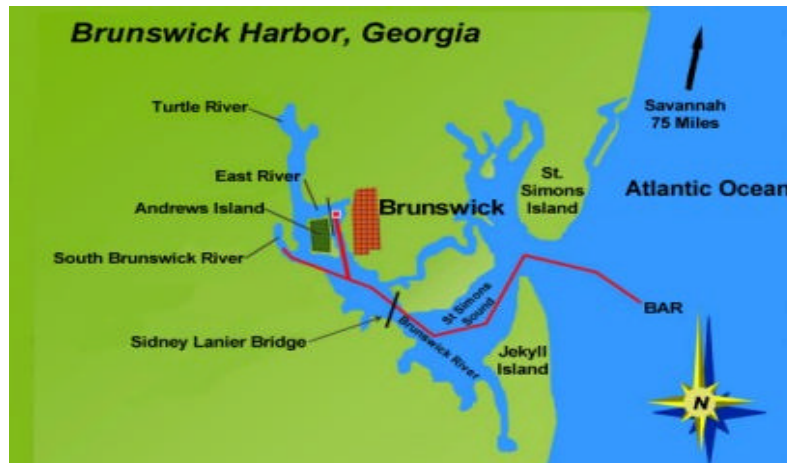 Brunswick Harbor, Georgia
Turtle River
Savannah
75 Miles
East River
St.
Simons
Island
Atlantic Ocean
Andrews Island
Brunswick
South Brunswick River
St Simons
Sound
BAR
Sidney Lanier Bridge
Brunswick River
Jekyll
Island
N